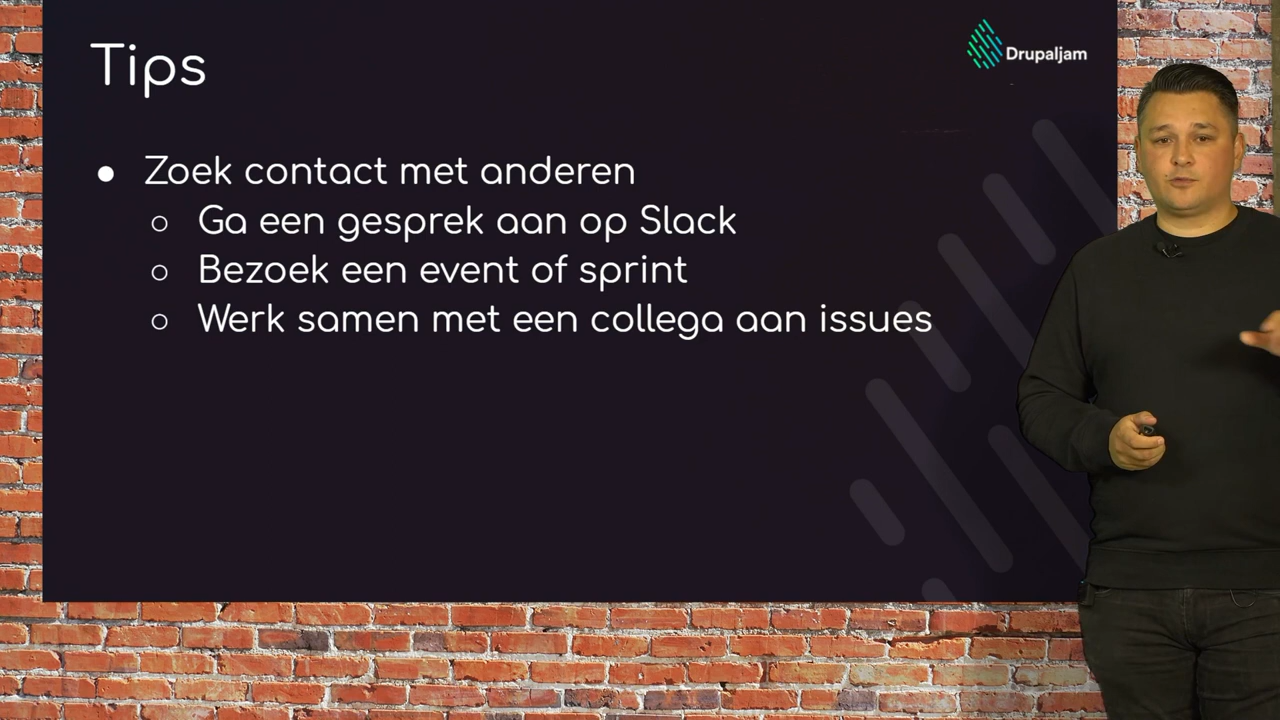 Tips
Drupaljam
● Zoek contact met anderen
○ Ga een gesprek aan op Slack
○ Bezoek een event of sprint
○ Werk samen met een collega aan issues